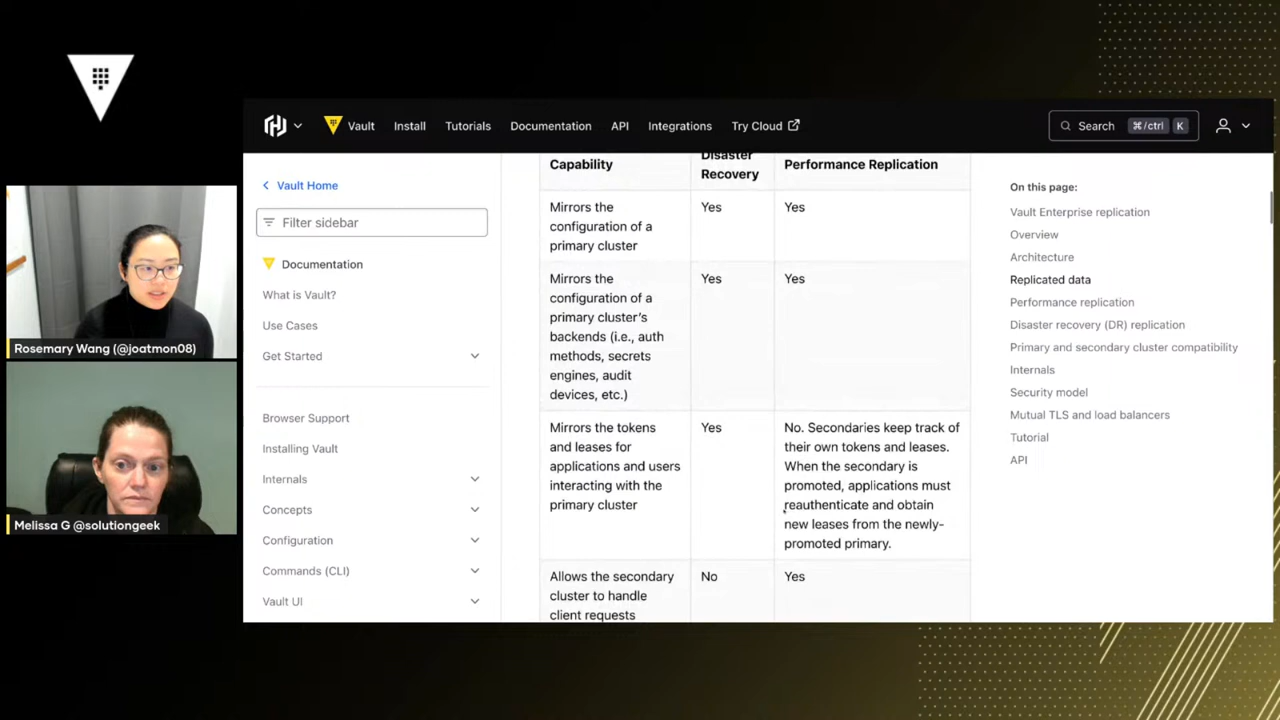 Vault
Install
Tutorials
Documentation
API
Integrations
Try Cloud
Search
⌘/ctrl
K
Vault Home
Filter sidebar
Documentation
What is Vault?
Use Cases
Get Started
Browser Support
Installing Vault
Internals
Concepts
Configuration
Commands (CLI)
Vault UI
Capability
Disaster
Recovery
Performance Replication
Mirrors the
configuration of a
primary cluster
Yes
Yes
Mirrors the
configuration of a
primary cluster's
backends (i.e., auth
methods, secrets
engines, audit
devices, etc.)
Yes
Yes
Mirrors the tokens
and leases for
applications and users
interacting with the
primary cluster
Yes
No. Secondaries keep track of
their own tokens and leases.
When the secondary is
promoted, applications must
reauthenticate and obtain
new leases from the newly-
promoted primary.
Allows the secondary
cluster to handle
client requests
No
Yes
On this page:
Vault Enterprise replication
Overview
Architecture
Replicated data
Performance replication
Disaster recovery (DR) replication
Primary and secondary cluster compatibility
Internals
Security model
Mutual TLS and load balancers
Tutorial
API
Rosemary Wang (@joatmon08)
Melissa G @solutiongeek